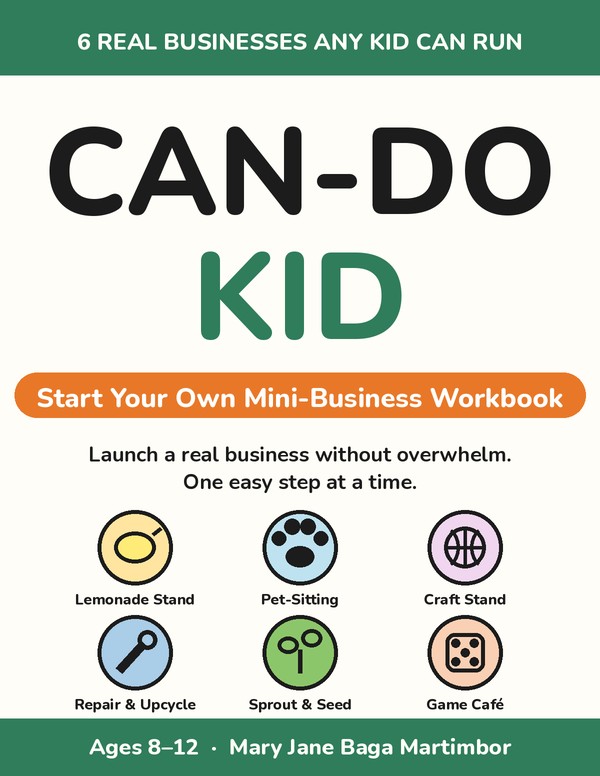 6 REAL BUSINESSES ANY KID CAN RUN
CAN-DO
KID
Start Your Own Mini-Business Workbook
Launch a real business without overwhelm.
One easy step at a time.
Lemonade Stand
Pet-Sitting
Craft Stand
Repair & Upcycle
Sprout & Seed
Game Café
Ages 8–12 · Mary Jane Baga Martimbor